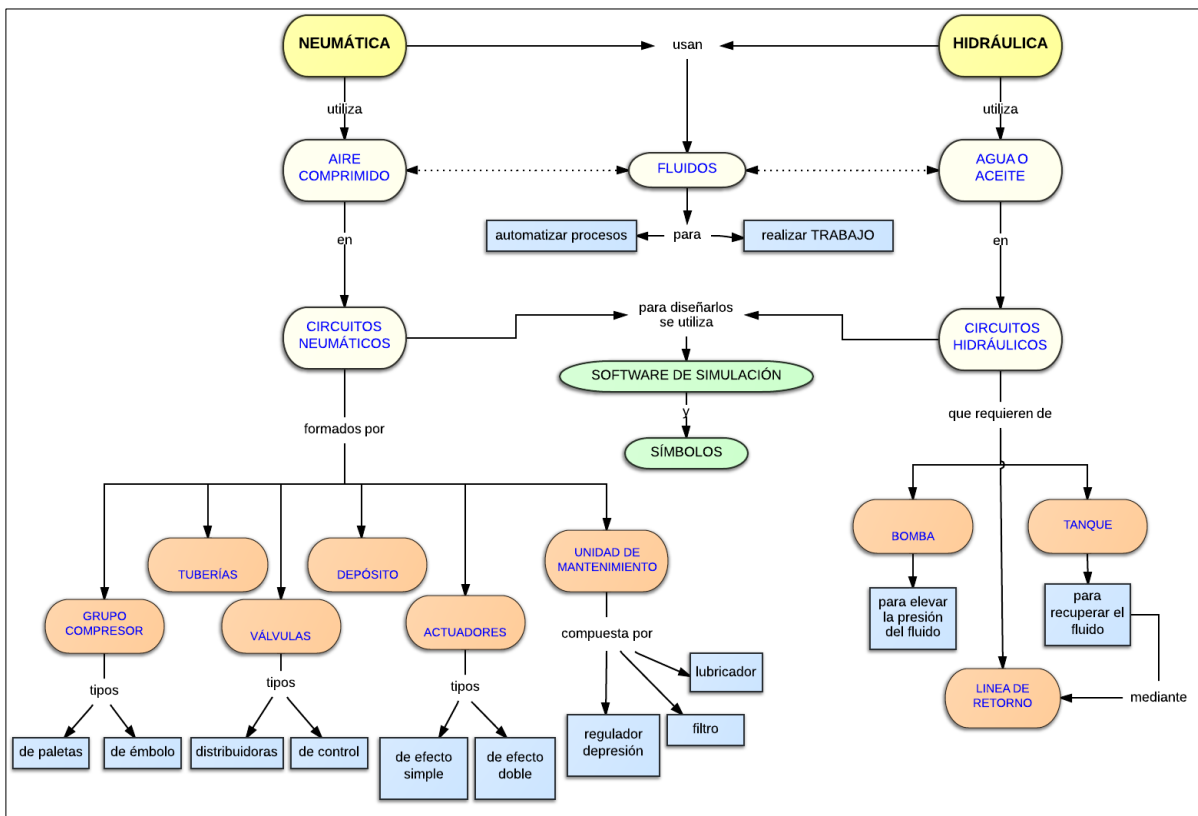 NEUMÁTICA
usan
HIDRÁULICA
utiliza
utiliza
AIRE
COMPRIMIDO
FLUIDOS
AGUA O
ACEITE
automatizar procesos
para
realizar TRABAJO
en
en
CIRCUITOS
NEUMÁTICOS
para diseñarlos
se utiliza
CIRCUITOS
HIDRÁULICOS
SOFTWARE DE SIMULACIÓN
y
SÍMBOLOS
formados por
que requieren de
GRUPO
COMPRESOR
TUBERÍAS
VÁLVULAS
DEPÓSITO
ACTUADORES
UNIDAD DE
MANTENIMIENTO
BOMBA
TANQUE
para elevar
la presión
del fluido
para
recuperar el
fluido
compuesta por
lubricador
filtro
regulador
depresión
mediante
LINEA DE
RETORNO
tipos
tipos
tipos
de paletas
de émbolo
distribuidoras
de control
de efecto
simple
de efecto
doble